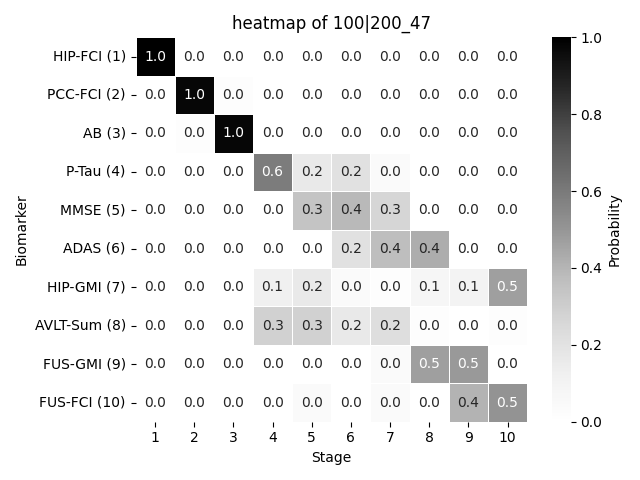 heatmap of 100|200_47
HIP-FCI (1) 1.0 0.0 0.0 0.0 0.0 0.0 0.0 0.0 0.0 0.0
PCC-FCI (2) 0.0 1.0 0.0 0.0 0.0 0.0 0.0 0.0 0.0 0.0
AB (3) 0.0 0.0 1.0 0.0 0.0 0.0 0.0 0.0 0.0 0.0
P-Tau (4) 0.0 0.0 0.0 0.6 0.2 0.2 0.0 0.0 0.0 0.0
MMSE (5) 0.0 0.0 0.0 0.0 0.3 0.4 0.3 0.0 0.0 0.0
ADAS (6) 0.0 0.0 0.0 0.0 0.0 0.2 0.4 0.4 0.0 0.0
HIP-GMI (7) 0.0 0.0 0.0 0.1 0.2 0.0 0.0 0.1 0.1 0.5
AVLT-Sum (8) 0.0 0.0 0.0 0.3 0.3 0.2 0.2 0.0 0.0 0.0
FUS-GMI (9) 0.0 0.0 0.0 0.0 0.0 0.0 0.0 0.5 0.5 0.0
FUS-FCI (10) 0.0 0.0 0.0 0.0 0.0 0.0 0.0 0.0 0.4 0.5
1 2 3 4 5 6 7 8 9 10
Stage
Biomarker
1.0
0.8
0.6
0.4
0.2
0.0
Probability